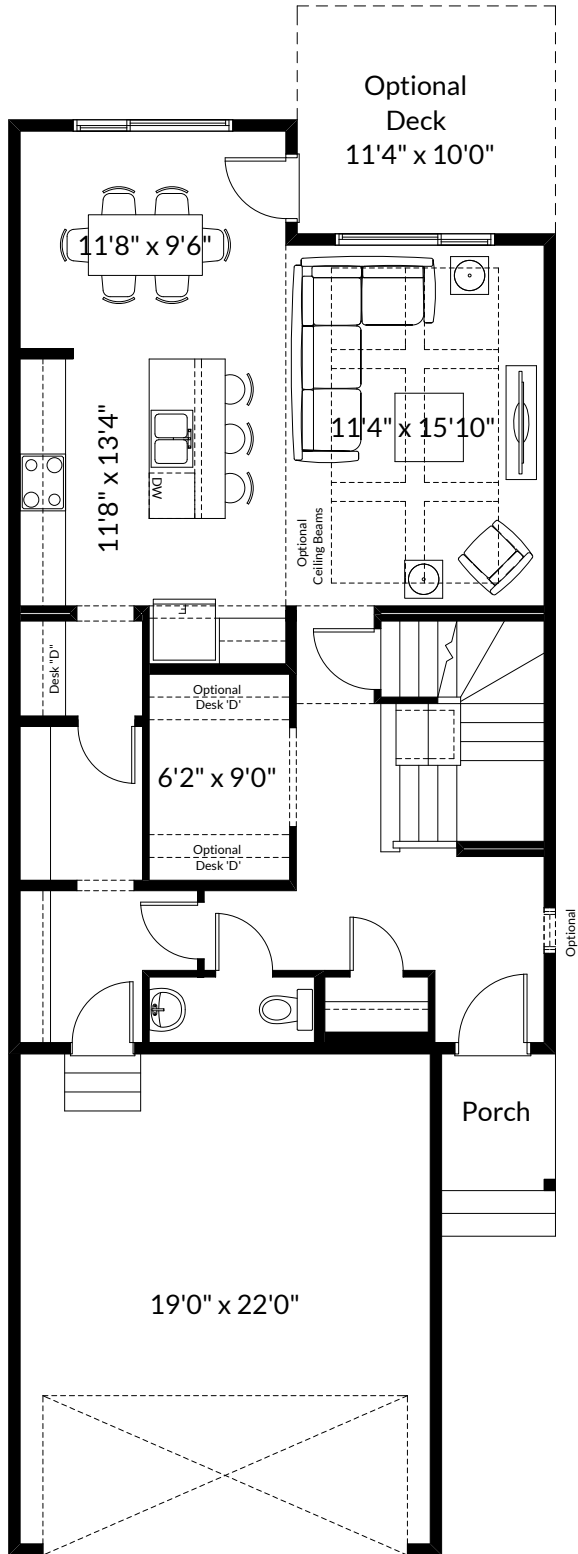 Optional
Deck
11'4" x 10'0"
11'8" x 9'6"
11'8" x 13'4"
11'4" x 15'10"
DW
Optional
Ceiling Beams
F
Desk "D"
Optional
Desk 'D'
6'2" x 9'0"
Optional
Desk 'D'
Optional
Porch
19'0" x 22'0"